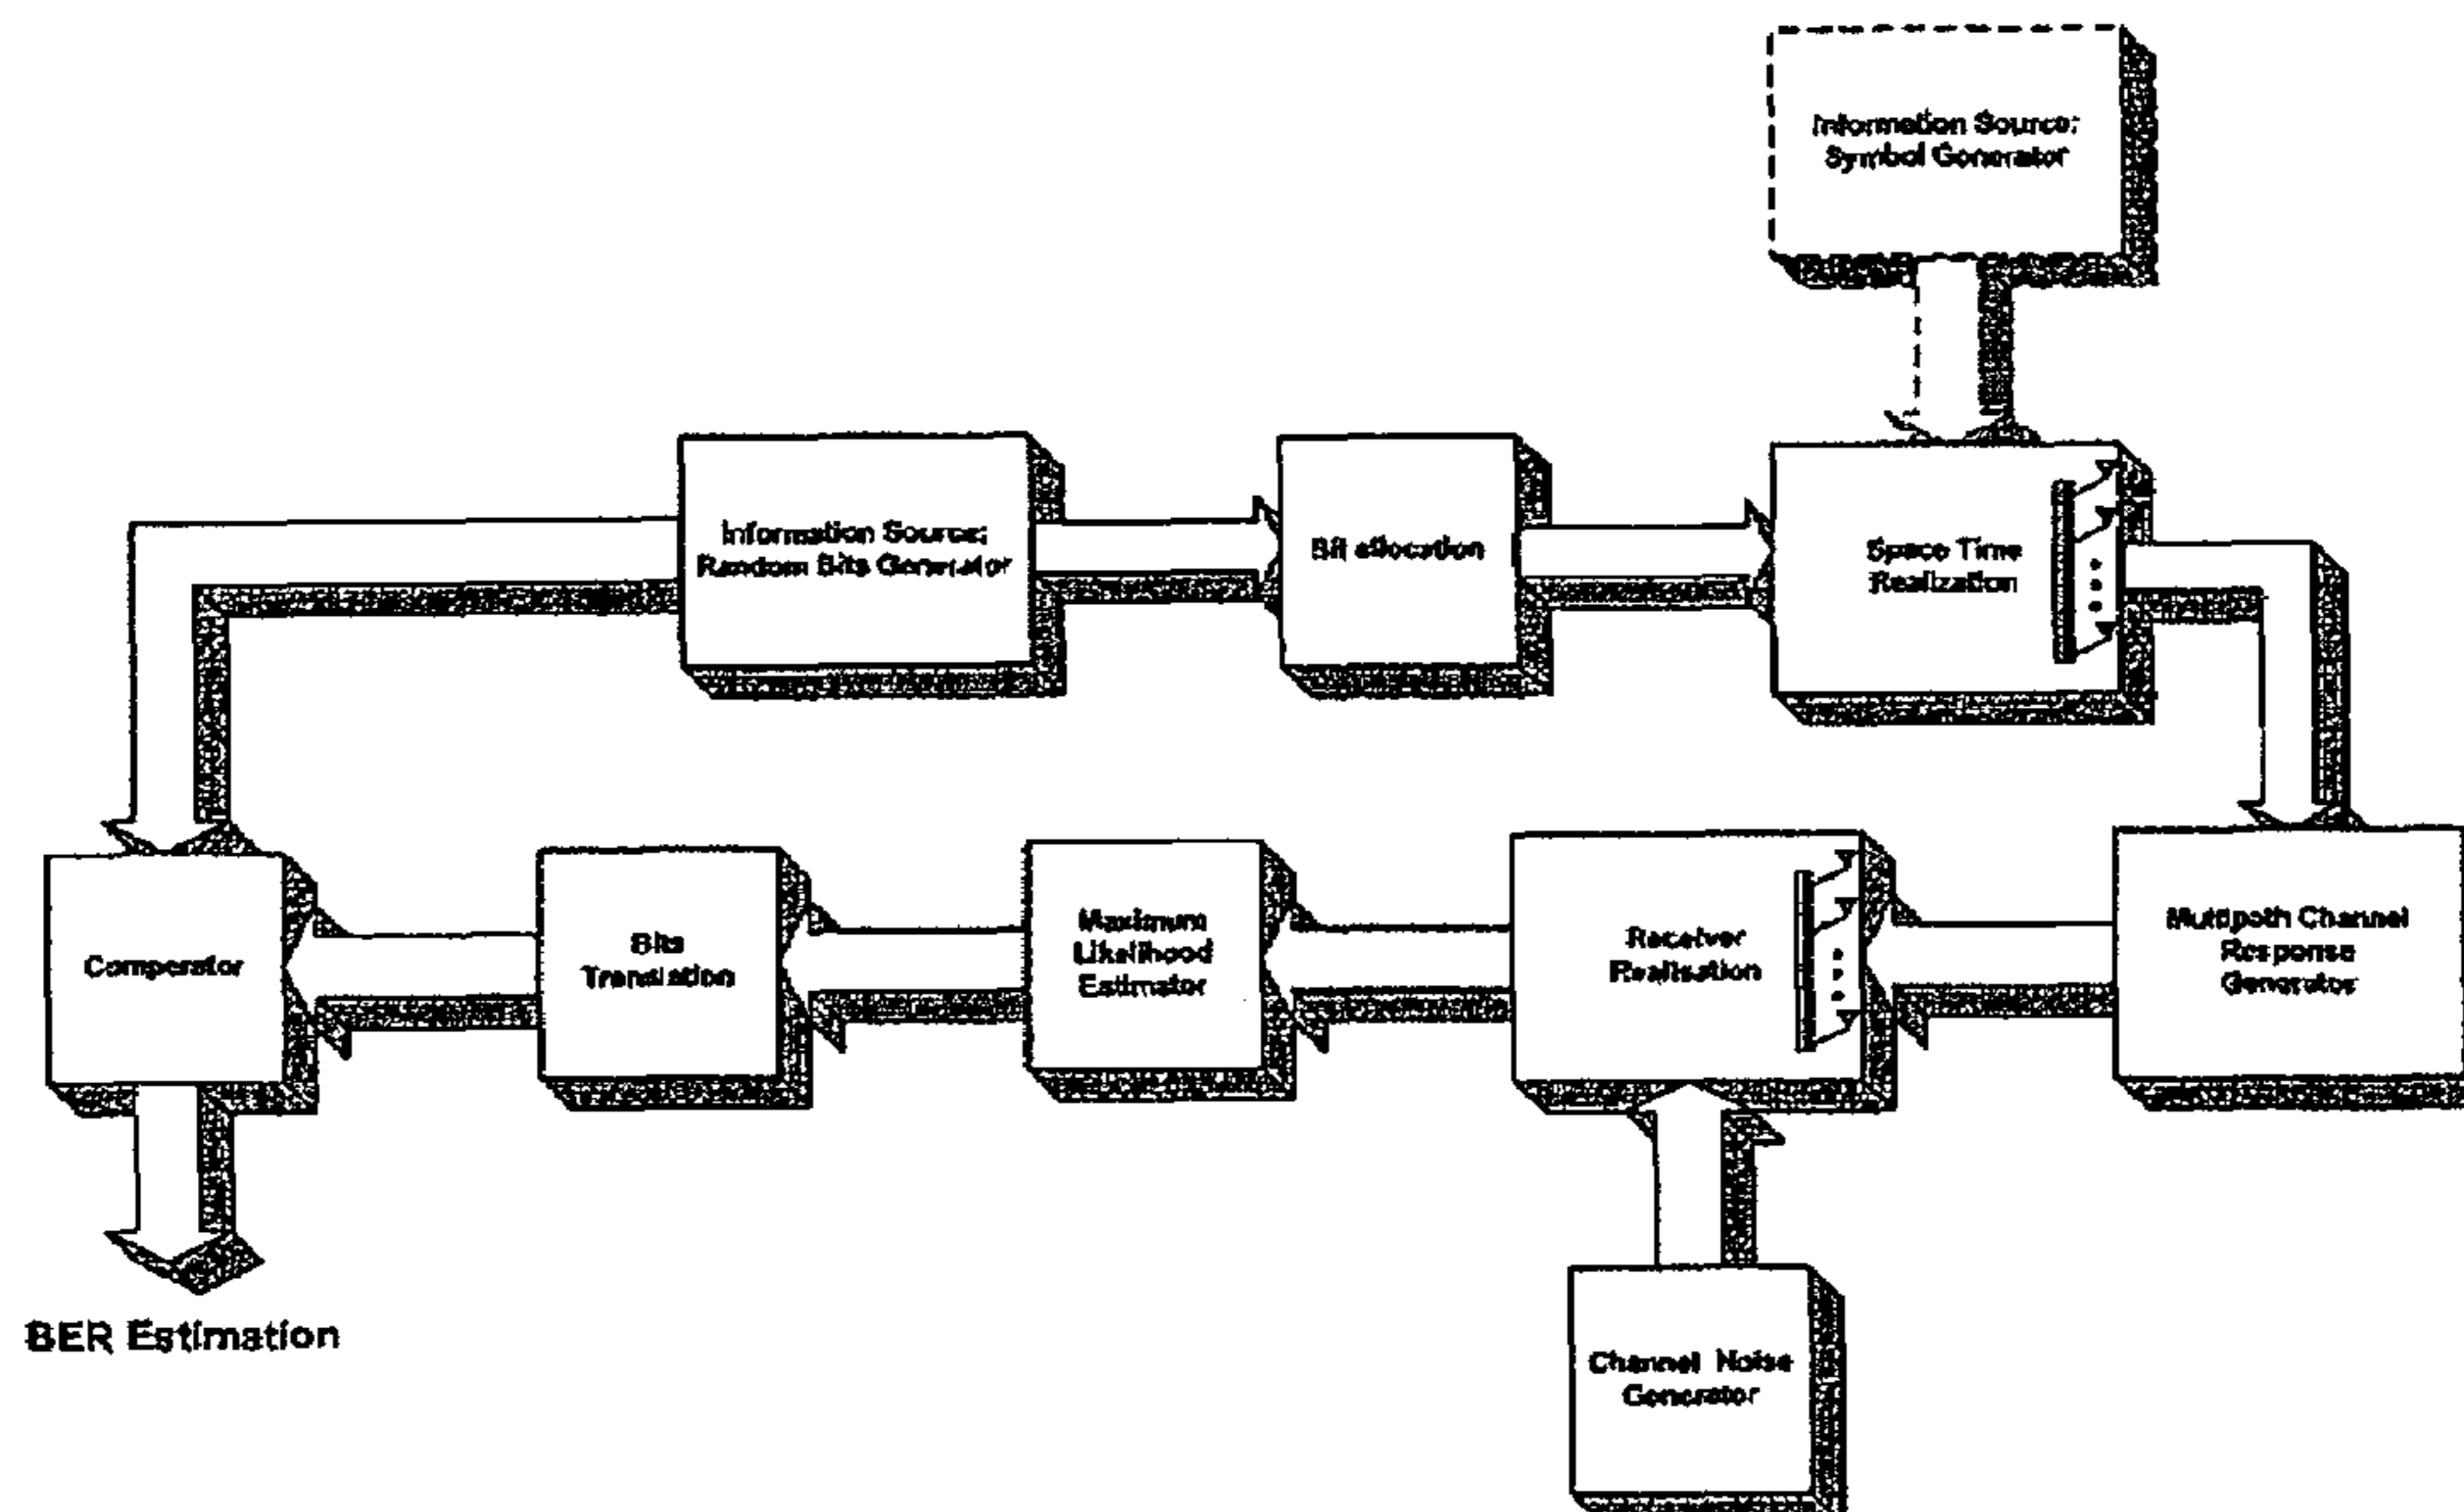 Information Source:
Symbol Generator
Information Source:
Random Bits Generator
Bit allocation
Space Time
Realization
Comperator
Bits
Translation
Maximum
Likelihood
Estimator
Receiver
Realisation
Multipath Channel
Response
Generator
BER Estimation
Channel Noise
Generator